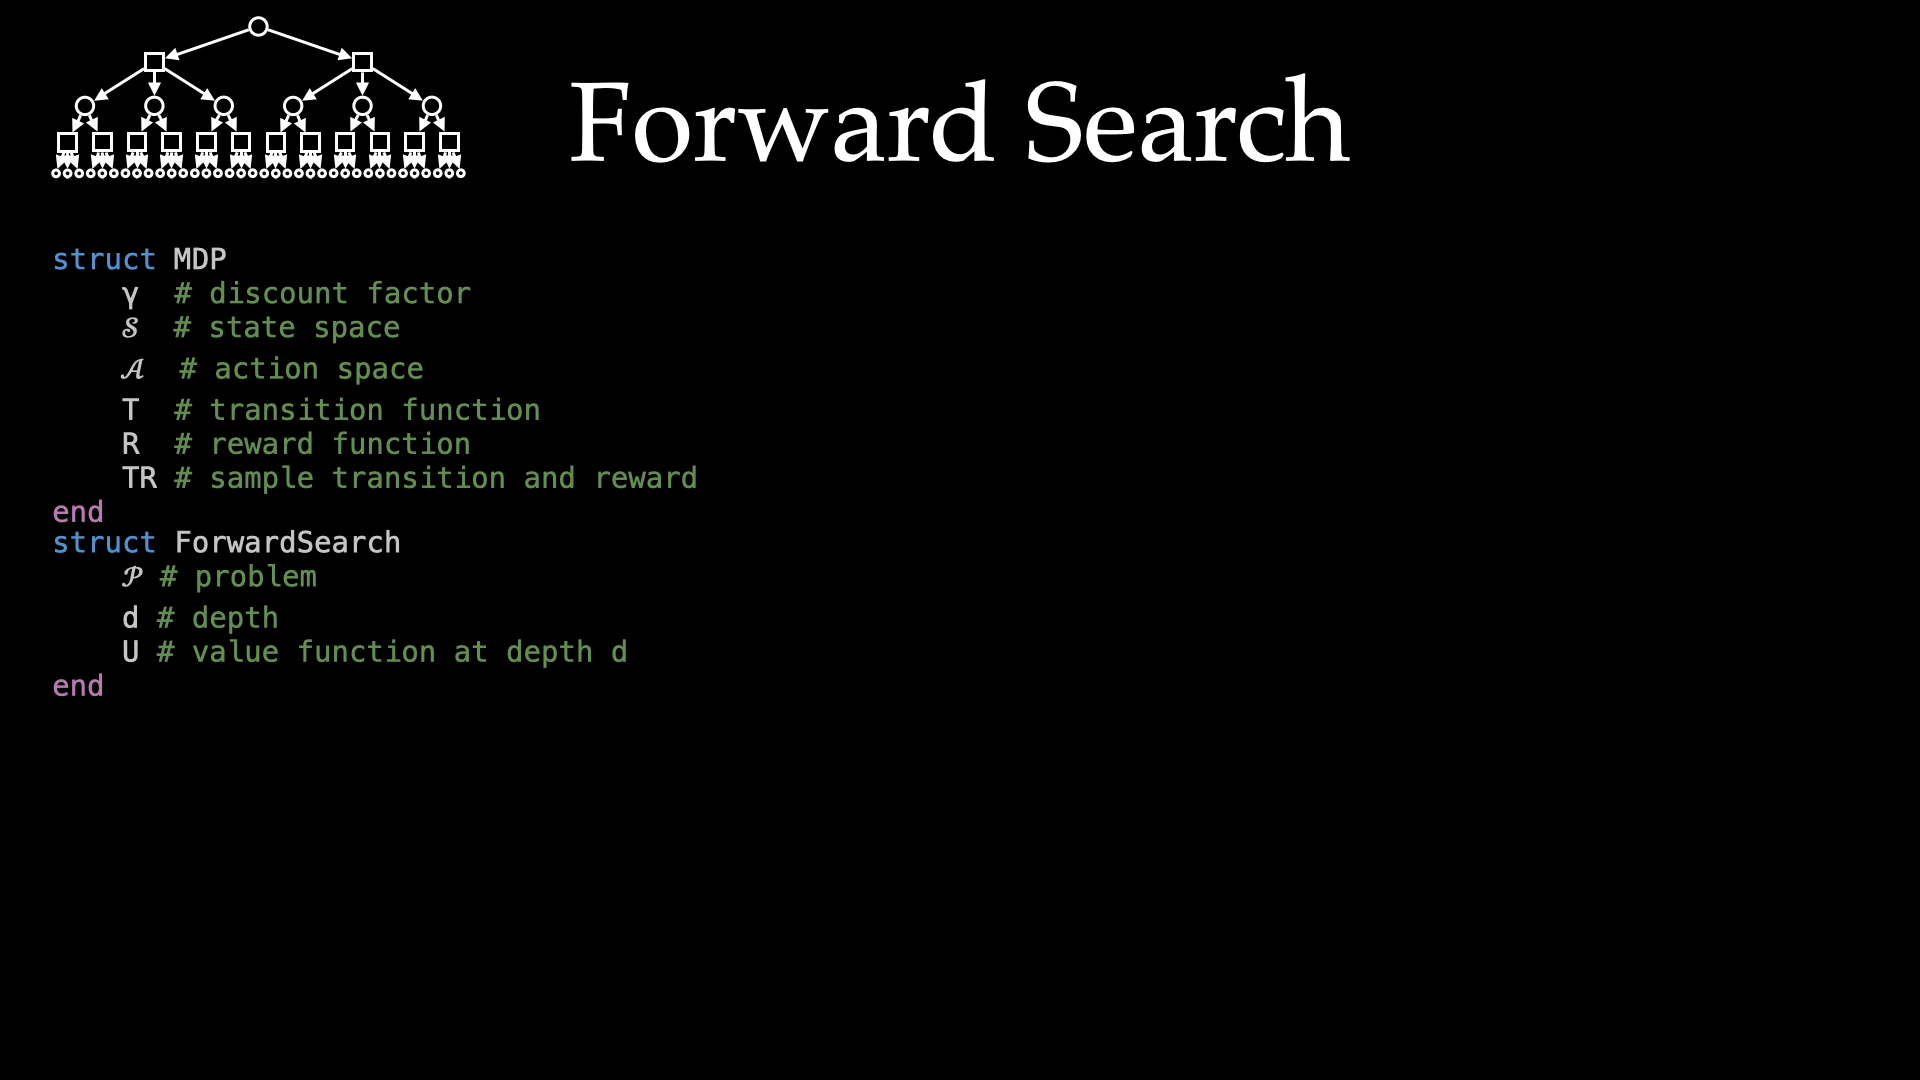 Forward Search
struct MDP
γ # discount factor
𝒮 # state space
𝒜 # action space
T # transition function
R # reward function
TR # sample transition and reward
end
struct ForwardSearch
𝒫 # problem
d # depth
U # value function at depth d
end